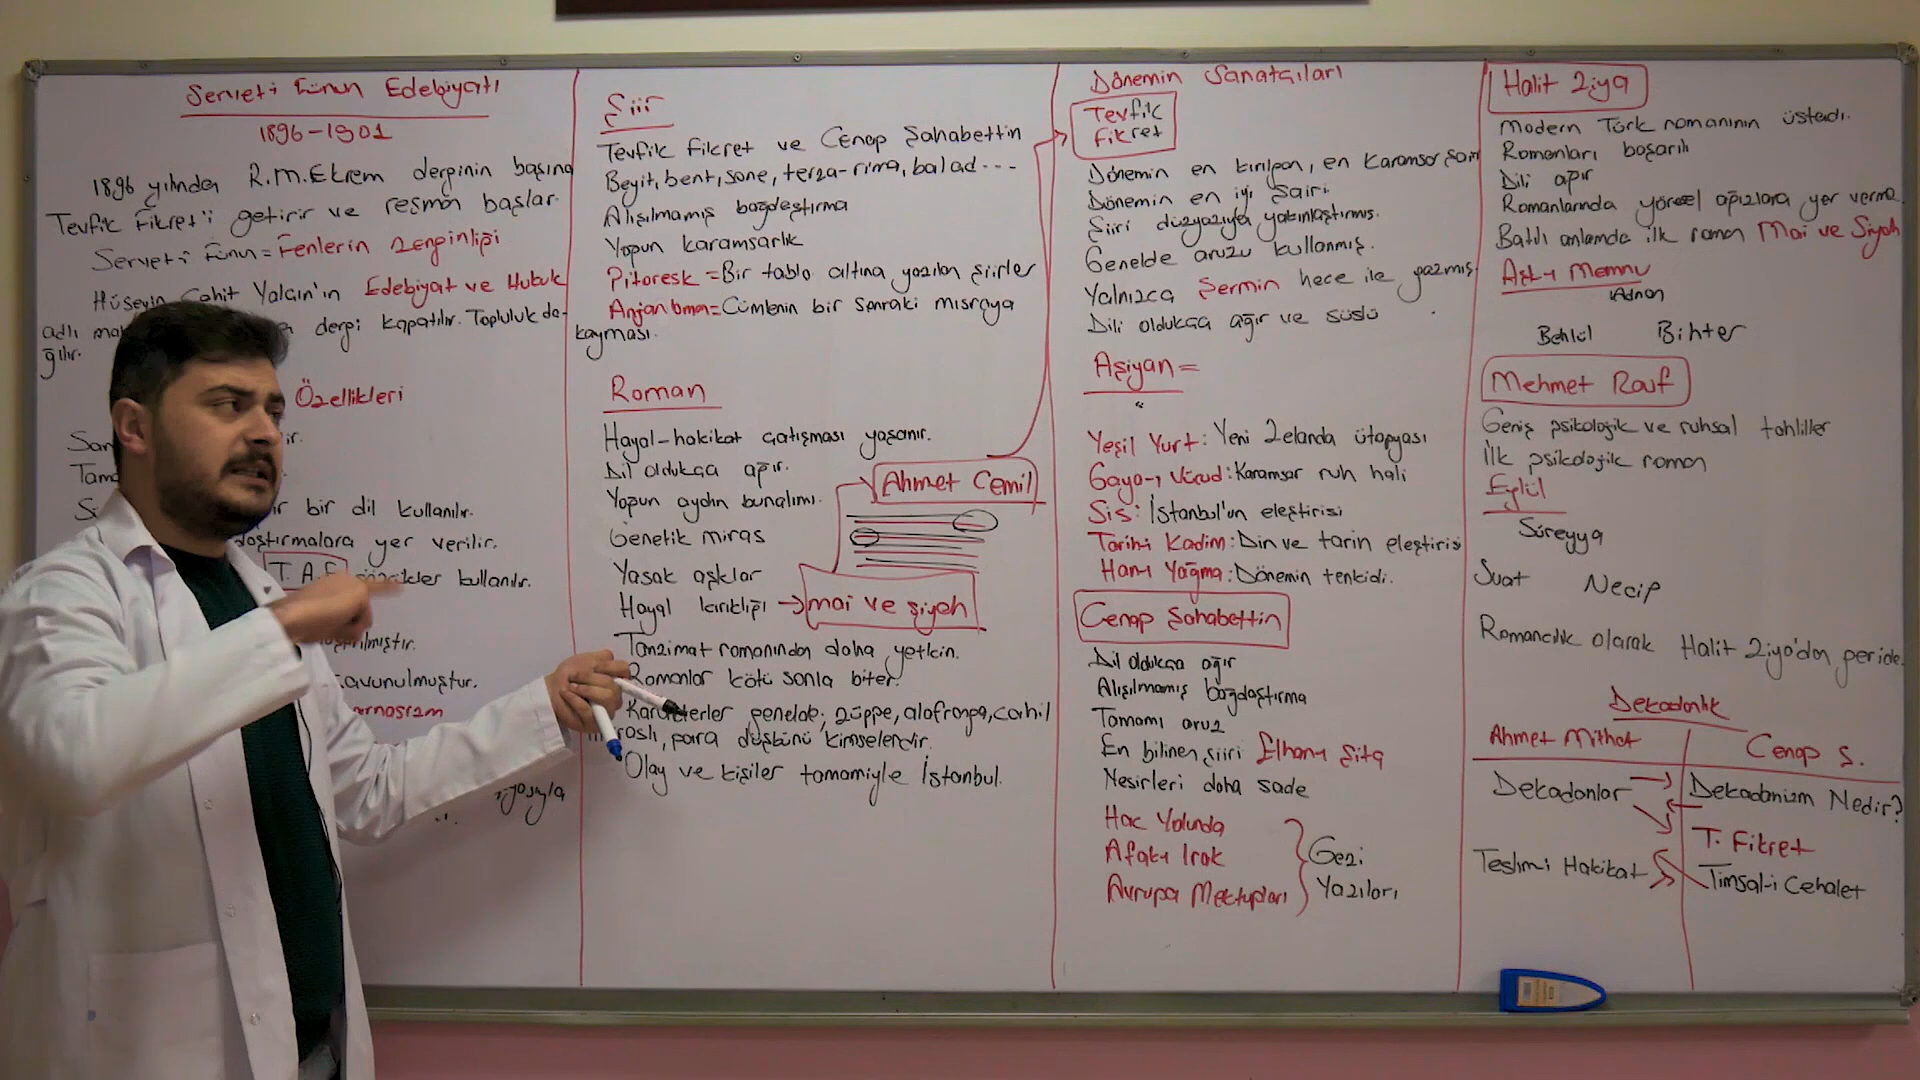 Servet-i Fünun Edebiyatı
1896-1901
1896 yılında R.M.Ekrem derginin başına
Tevfik Fikret'i getirir ve resmen başlar.
Servet-i Fünun = Fenlerin Zenginliği
Hüseyin Cahit Yalçın'ın Edebiyat ve Hukuk
adlı dergi kapatılır. Topluluk da-
ğılır.
Özellikleri
bir dil kullanılır.
yer verilir.
T. A. F kullanılır.
Şiir
Tevfik Fikret ve Cenap Şahabettin
Beyit, bent, sone, terza-rima, balad ....
Alışılmamış bağdaştırma
Yoğun karamsarlık
Pitoresk = Bir tablo altına yazılan şiirler
Anjanbman = Cümlenin bir sonraki mısraya
kayması.
Roman
Hayal-hakikat çatışması yaşanır.
Dil oldukça ağır.
Yoğun aydın bunalımı.
Ahmet Cemil
Genetik miras
Yasak aşklar
Hayal kırıklığı → mai ve siyah
Tanzimat romanından daha yetkin.
Romanlar kötü sonla biter.
Karakterler genelde; züppe, alafranga, cahil
para düşkünü kimselerdir.
Olay ve kişiler tamamiyle İstanbul.
Dönemin Sanatçıları
Tevfik
Fikret
Dönemin en kırılgan, en karamsar şairi
Dönemin en iyi şairi
Şiiri düzyazıya yakınlaştırmış.
Genelde aruzu kullanmış.
Yalnızca Şermin hece ile yazmış
Dili oldukça ağır ve süslü
Aşiyan =
Yeşil Yurt: Yeni Zelanda ütopyası
Gaya-ı Vücud: Karamsar ruh hali
Sis: İstanbul'un eleştirisi
Tarih-i Kadim: Din ve tarih eleştirisi
Han-ı Yağma: Dönemin tenkidi.
Cenap Şahabettin
Dil oldukça ağır
Alışılmamış bağdaştırma
Tamamı aruz
En bilinen şiiri Elhan-ı Şita
Nesirleri daha sade
Hac Yolunda
Afak-ı Irak
Avrupa Mektupları
Gezi
Yazıları
Halit Ziya
Modern Türk romanının üstadı.
Romanları başarılı
Dili ağır
Romanlarında yöresel ağızlara yer verme
Batılı anlamda ilk roman Mai ve Siyah
Aşk-ı Memnu
Adnan
Behlül Bihter
Mehmet Rauf
Geniş psikolojik ve ruhsal tahliller
İlk psikolojik roman
Eylül
Süreyya
Suat Necip
Romancılık olarak Halit Ziya'dan geride.
Dekadanlık
Ahmet Mithat Cenap Ş.
Dekadanlar Dekadanizm Nedir?
T. Fikret
Teslim-i Hakikat Timsal-i Cehalet